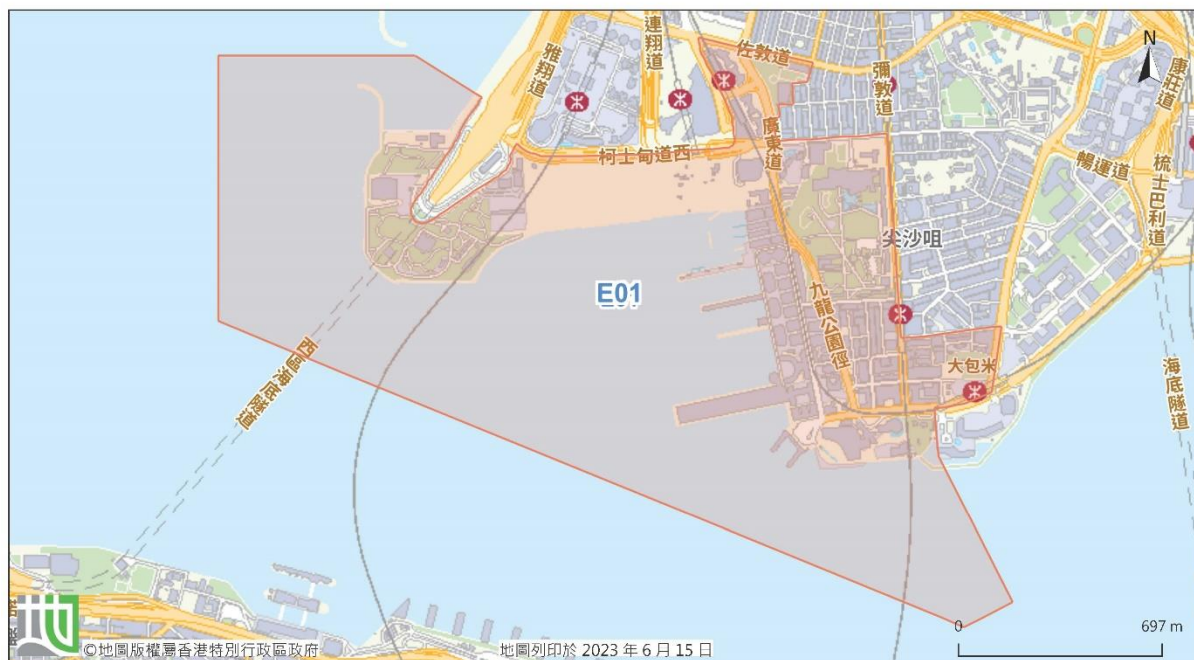 N
雅翔道
連翔道
佐敦道
彌敦道
康莊道
柯士甸道西
廣東道
暢運道
梳士巴利道
尖沙咀
E01
九龍公園徑
大包米
西區海底隧道
海底隧道
0
697 m
©地圖版權屬香港特別行政區政府
地圖列印於 2023 年 6 月 15 日